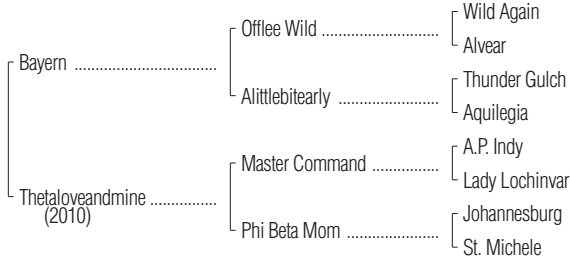 Wild Again
Offlee Wild ........................
Alvear
Bayern .................................
Thunder Gulch
Alittlebitearly .....................
Aquilegia
A.P. Indy
Master Command ..............
Lady Lochinvar
Thetaloveandmine ...............
(2010)
Johannesburg
Phi Beta Mom ...................
St. Michele